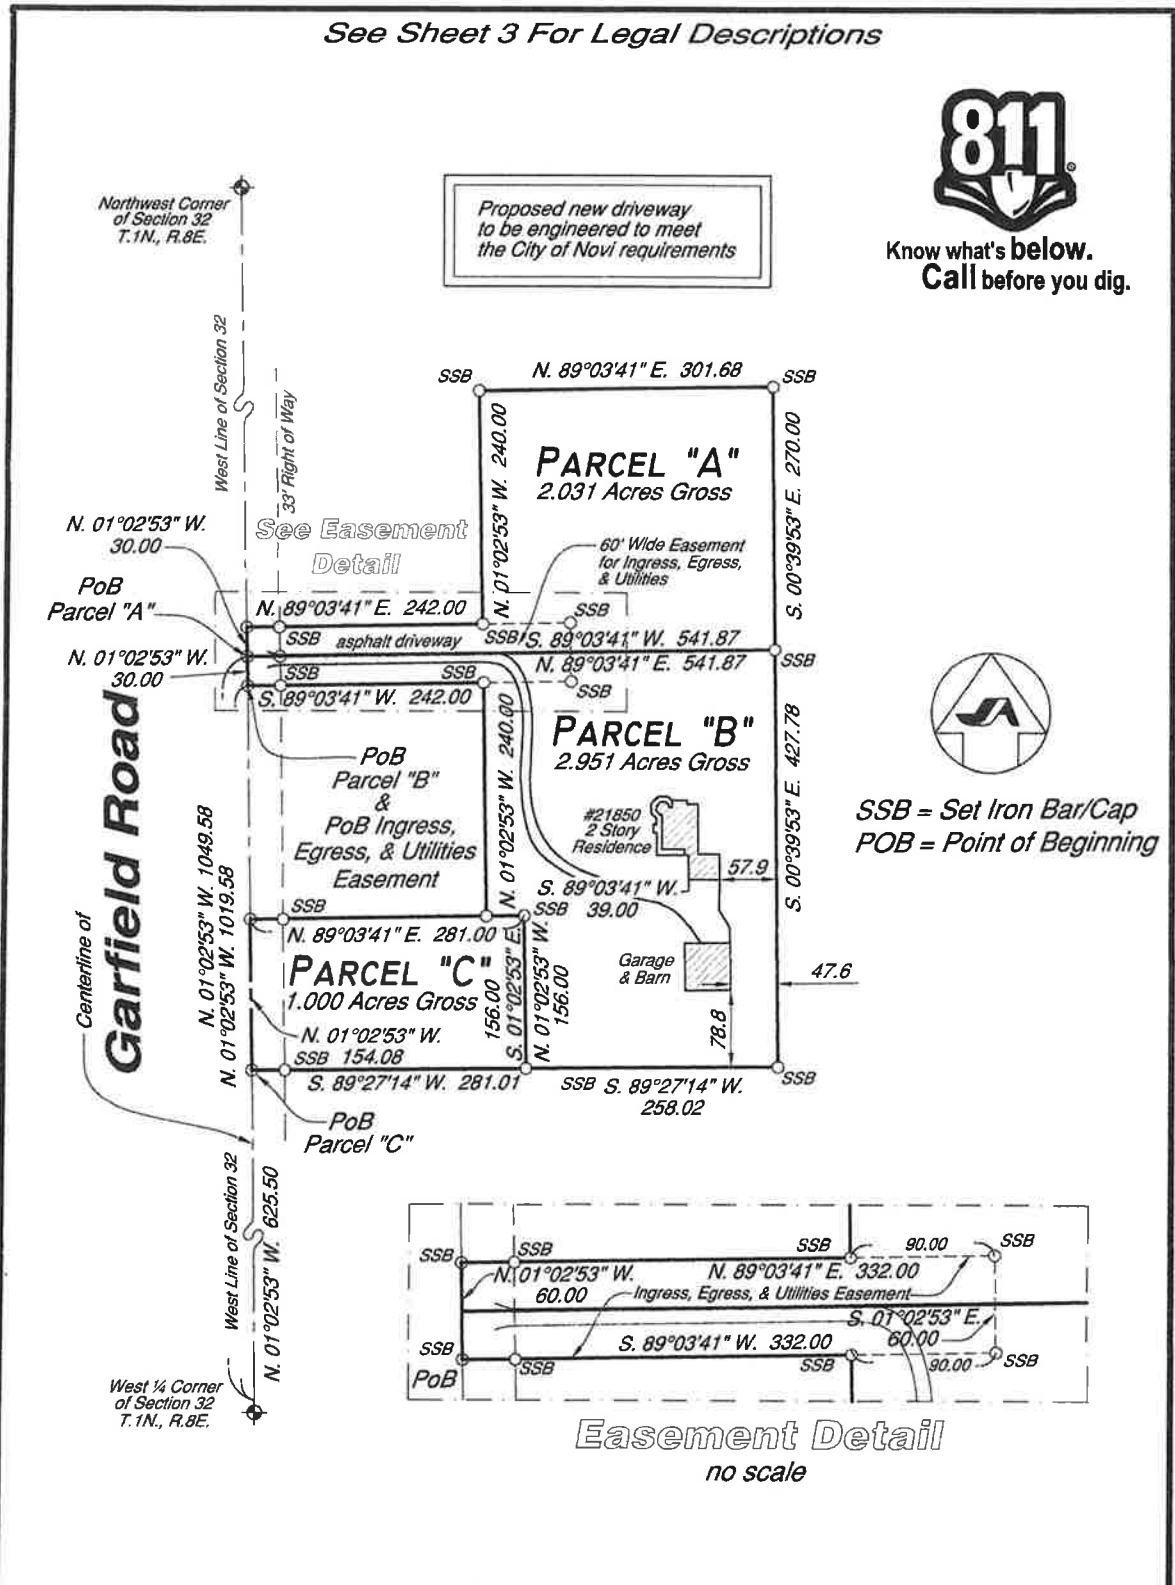 See Sheet 3 For Legal Descriptions
811
Know what's below.
Call before you dig.
Northwest Corner
of Section 32
T.1N., R.8E.
Proposed new driveway
to be engineered to meet
the City of Novi requirements
West Line of Section 32
33' Right of Way
SSB
N. 89°03'41" E. 301.68
SSB
N. 01°02'53" W. 240.00
PARCEL "A"
2.031 Acres Gross
S. 00°39'53" E. 270.00
N. 01°02'53" W.
30.00
See Easement
Detail
60' Wide Easement
for Ingress, Egress,
& Utilities
PoB
Parcel "A"
N. 89°03'41" E. 242.00
SSB
SSB
asphalt driveway
SSB
S. 89°03'41" W. 541.87
N. 01°02'53" W.
30.00
N. 89°03'41" E. 541.87
SSB
SSB
SSB
SSB
S. 89°03'41" W. 242.00
Garfield Road
Centerline of
PoB
Parcel "B"
&
PoB Ingress,
Egress, & Utilities
Easement
N. 01°02'53" W. 240.00
PARCEL "B"
2.951 Acres Gross
S. 00°39'53" E. 427.78
SA
SSB = Set Iron Bar/Cap
POB = Point of Beginning
#21850
2 Story
Residence
57.9
S. 89°03'41" W.
39.00
N. 01°02'53" W. 1049.58
N. 01°02'53" W. 1019.58
SSB
SSB
N. 89°03'41" E. 281.00
PARCEL "C"
1.000 Acres Gross
156.00
S. 01°02'53" E.
N. 01°02'53" W.
156.00
Garage
& Barn
47.6
78.8
N. 01°02'53" W.
154.08
SSB
S. 89°27'14" W. 281.01
SSB
S. 89°27'14" W.
258.02
SSB
PoB
Parcel "C"
West Line of Section 32
N. 01°02'53" W. 625.50
West ¼ Corner
of Section 32
T.1N., R.8E.
SSB
SSB
SSB
90.00
SSB
N. 01°02'53" W.
60.00
N. 89°03'41" E. 332.00
Ingress, Egress, & Utilities Easement
S. 01°02'53" E.
60.00
S. 89°03'41" W. 332.00
SSB
SSB
SSB
90.00
SSB
PoB
Easement Detail
no scale